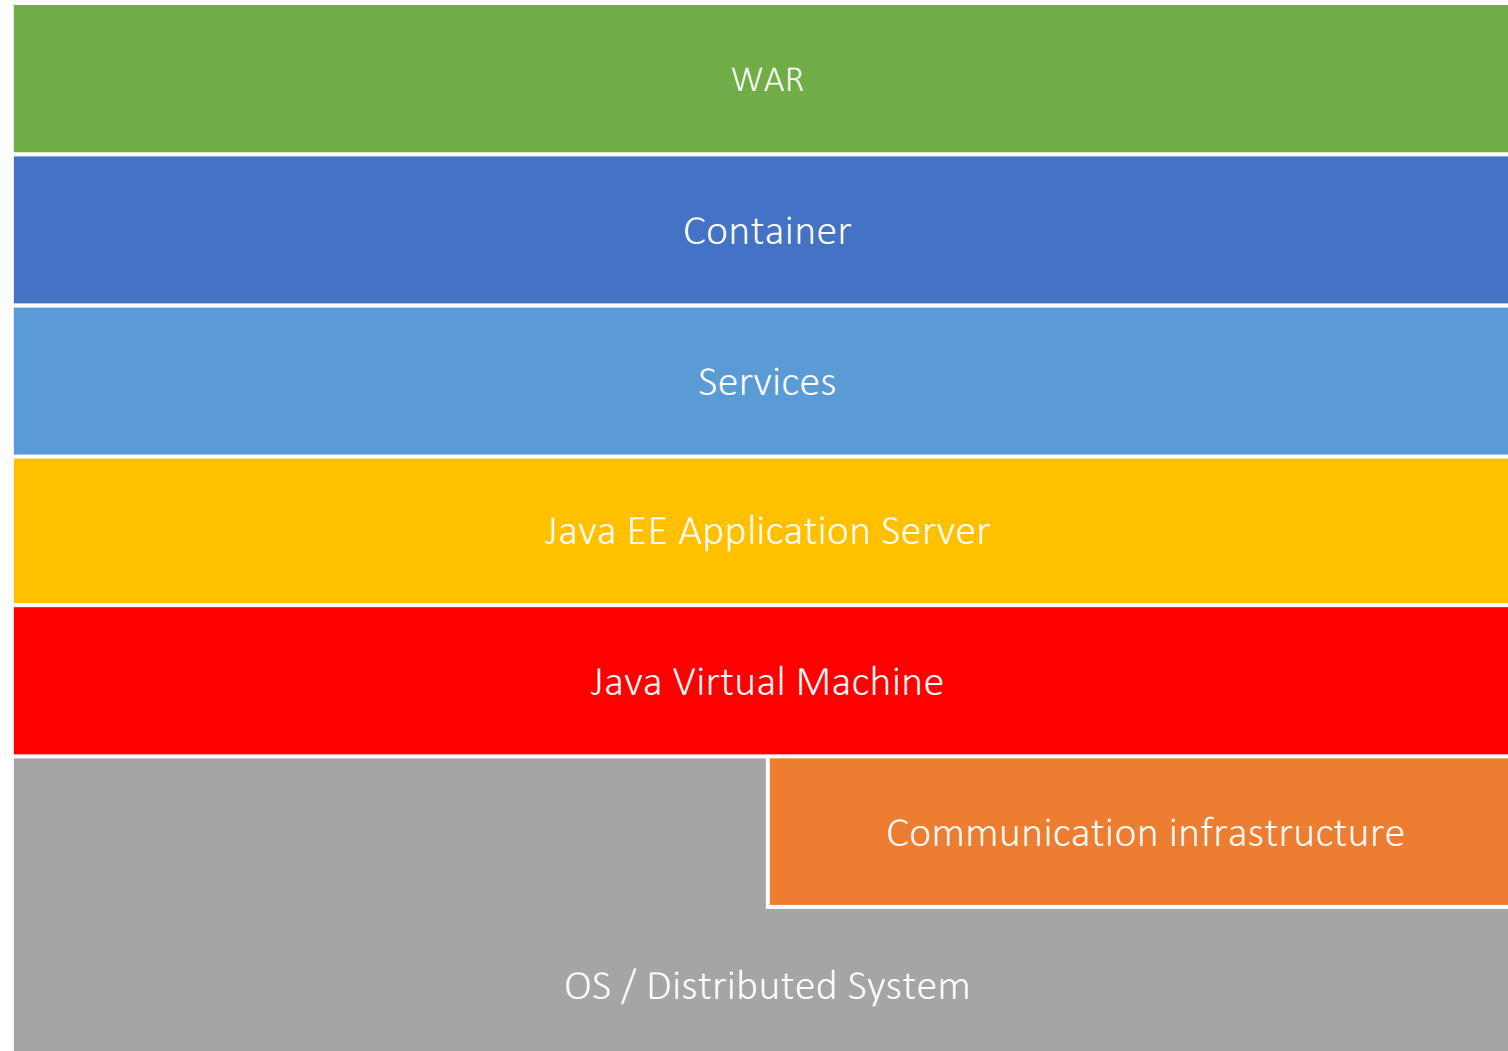 WAR
Container
Services
Java EE Application Server
Java Virtual Machine
Communication infrastructure
OS / Distributed System